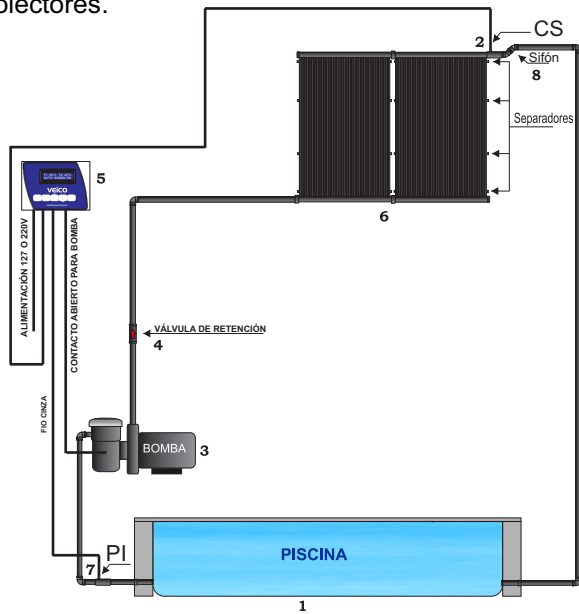 olectores.
CS
2
Sifón
8
Separadores
5
veico
6
ALIMENTACIÓN 127 O 220V
CONTACTO ABIERTO PARA BOMBA
VÁLVULA DE RETENCIÓN
4
FIO CINZA
BOMBA
3
PI
7
PISCINA
1